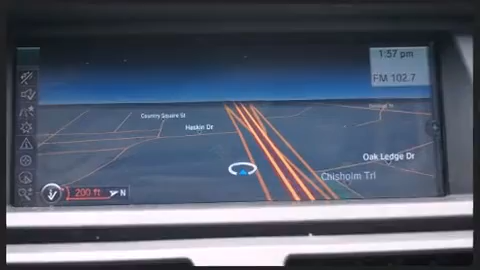 1:57 pm
FM 102.7
Country Square St
Haskin Dr
Oak Ledge Dr
Chisholm Trl
200 ft
N